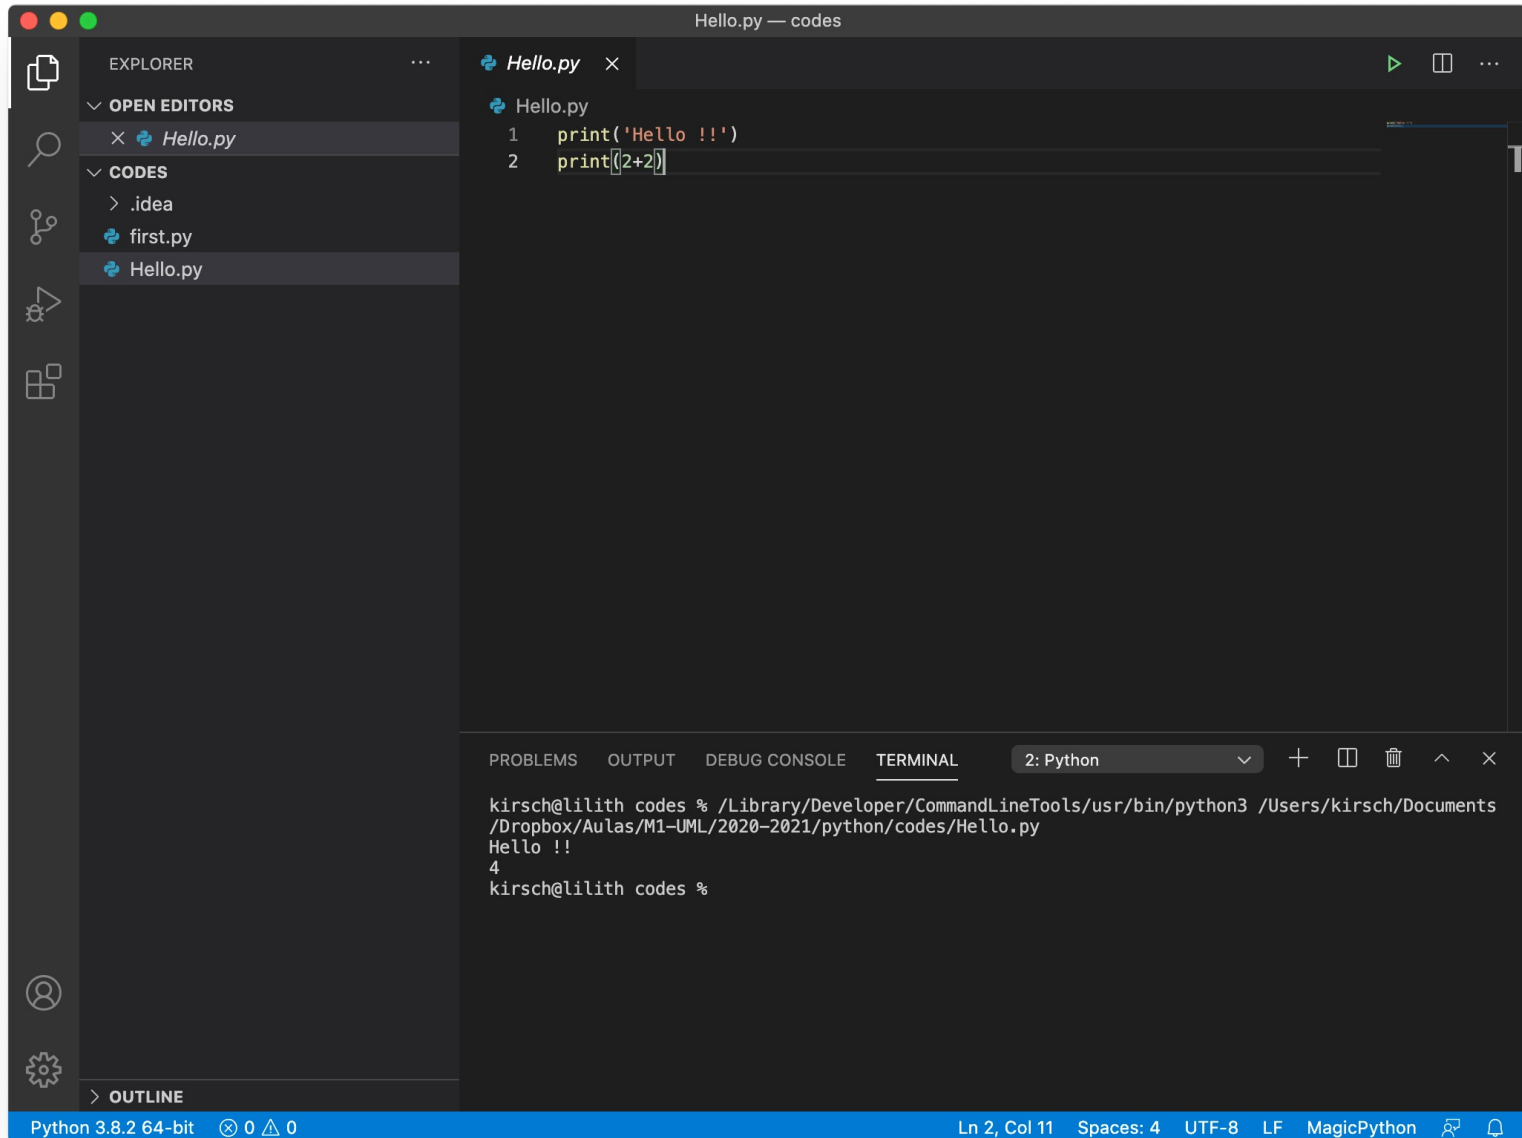 Hello.py — codes
EXPLORER ···
OPEN EDITORS
Hello.py
CODES
.idea
first.py
Hello.py
OUTLINE
Hello.py
Hello.py
1 print('Hello !!')
2 print(2+2)
PROBLEMS OUTPUT DEBUG CONSOLE TERMINAL 2: Python
kirsch@lilith codes % /Library/Developer/CommandLineTools/usr/bin/python3 /Users/kirsch/Documents
/Dropbox/Aulas/M1-UML/2020-2021/python/codes/Hello.py
Hello !!
4
kirsch@lilith codes %
Python 3.8.2 64-bit 0 0 Ln 2, Col 11 Spaces: 4 UTF-8 LF MagicPython